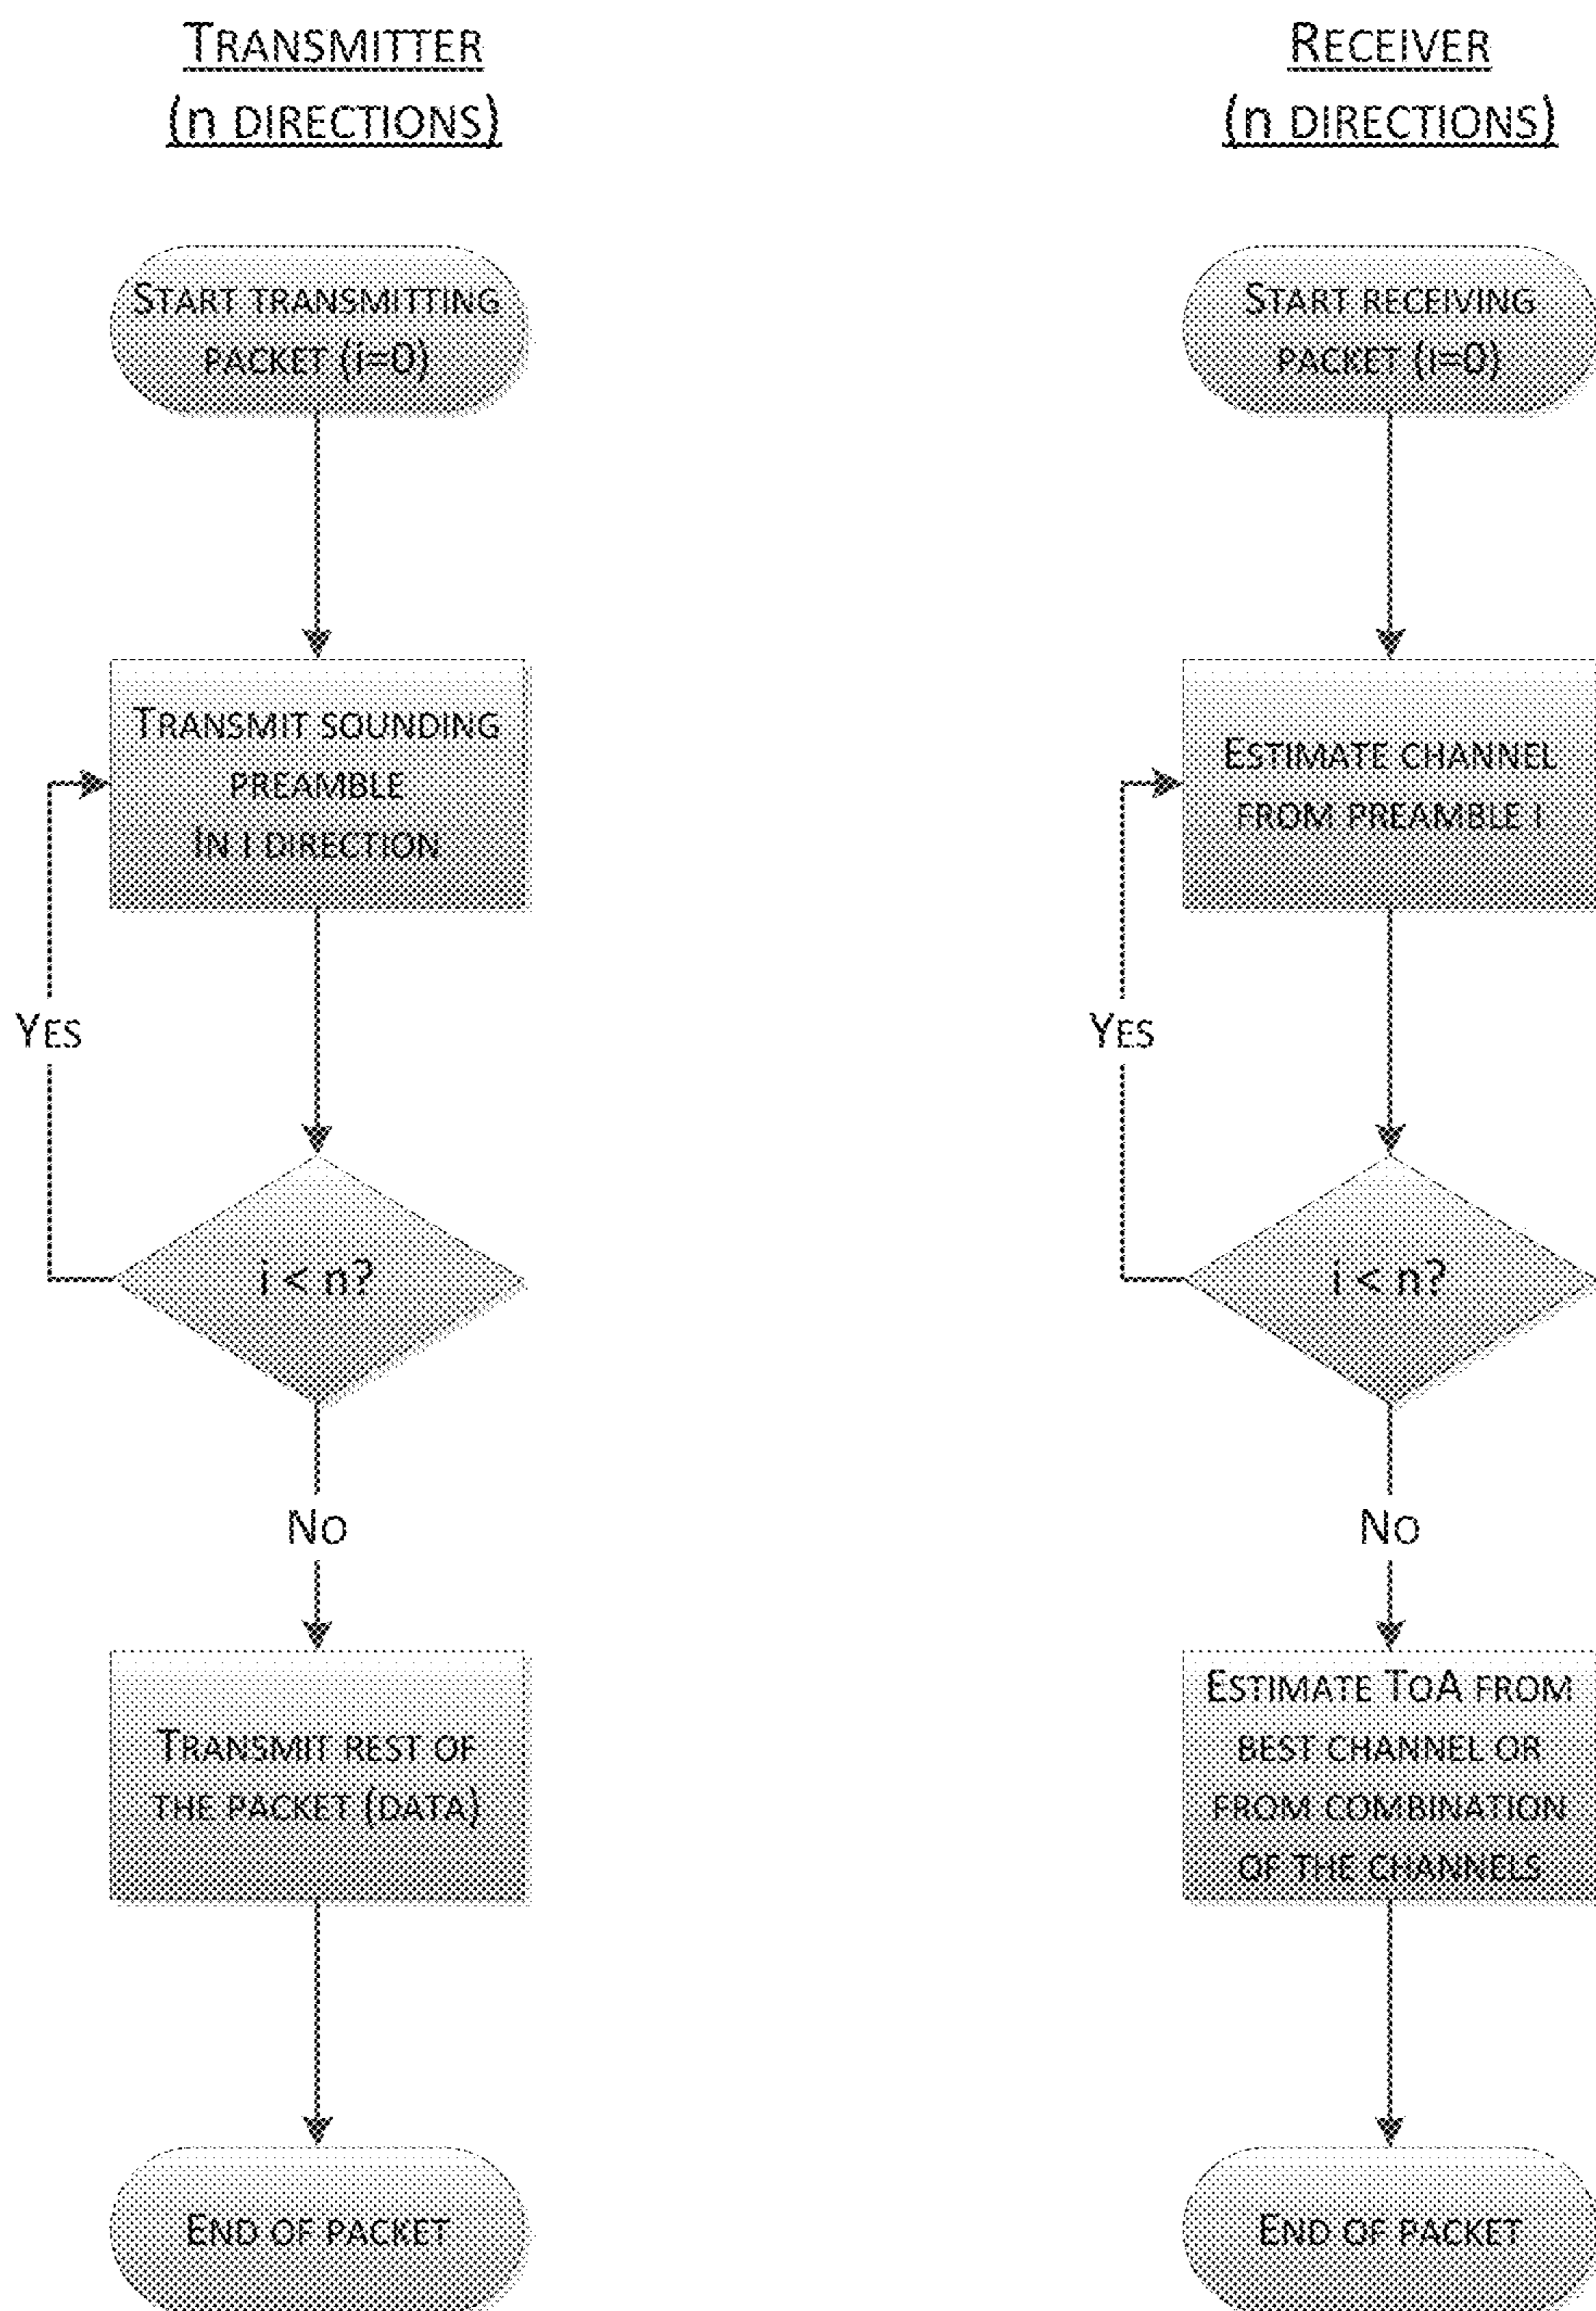 TRANSMITTER
(n DIRECTIONS)
START TRANSMITTING
PACKET (i=0)
TRANSMIT SOUNDING
PREAMBLE
IN I DIRECTION
YES
i < n?
NO
TRANSMIT REST OF
THE PACKET (DATA)
END OF PACKET
RECEIVER
(n DIRECTIONS)
START RECEIVING
PACKET (I=0)
ESTIMATE CHANNEL
FROM PREAMBLE I
YES
i < n?
NO
ESTIMATE TOA FROM
BEST CHANNEL OR
FROM COMBINATION
OF THE CHANNELS
END OF PACKET